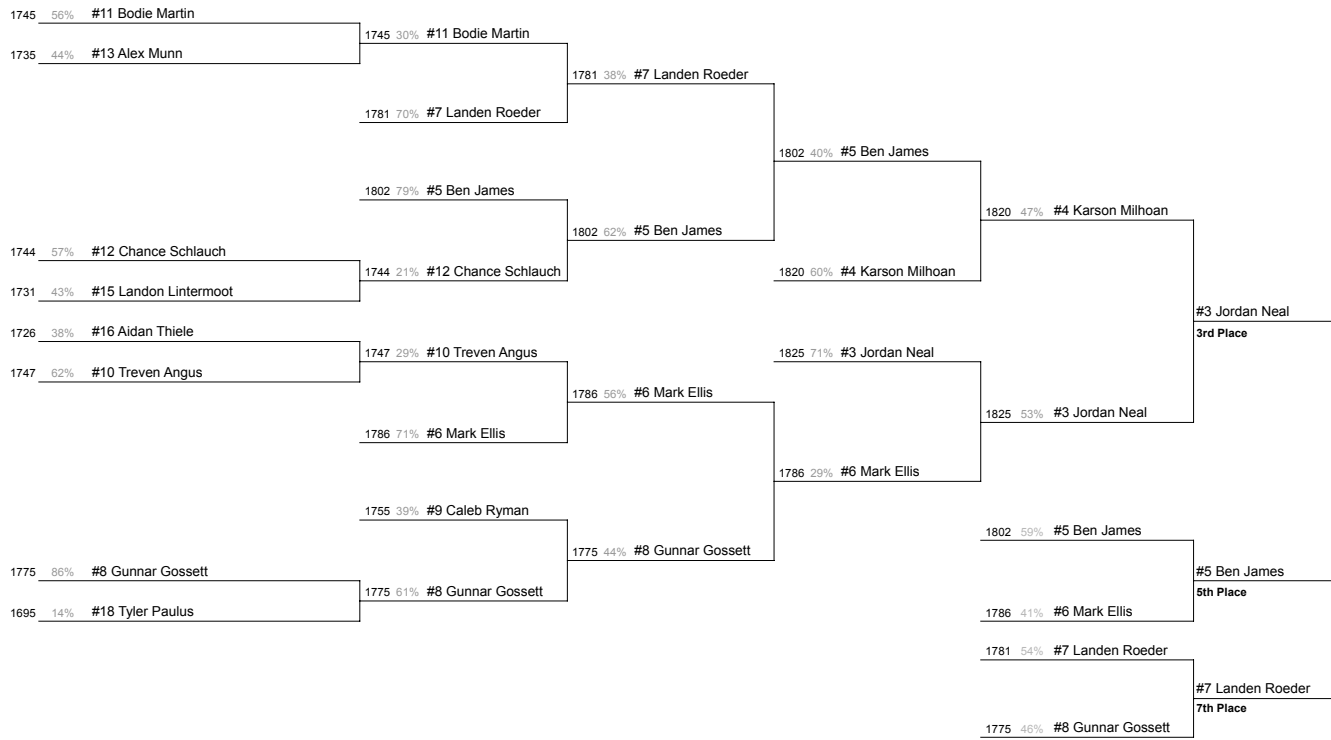 1745 56% #11 Bodie Martin
1735 44% #13 Alex Munn
1745 30% #11 Bodie Martin
1781 70% #7 Landen Roeder
1781 38% #7 Landen Roeder
1802 79% #5 Ben James
1744 57% #12 Chance Schlauch
1731 43% #15 Landon Lintermoot
1744 21% #12 Chance Schlauch
1802 62% #5 Ben James
1802 40% #5 Ben James
1820 60% #4 Karson Milhoan
1820 47% #4 Karson Milhoan
1726 38% #16 Aidan Thiele
1747 62% #10 Treven Angus
1747 29% #10 Treven Angus
1786 71% #6 Mark Ellis
1786 56% #6 Mark Ellis
1755 39% #9 Caleb Ryman
1775 86% #8 Gunnar Gossett
1695 14% #18 Tyler Paulus
1775 61% #8 Gunnar Gossett
1775 44% #8 Gunnar Gossett
1825 71% #3 Jordan Neal
1786 29% #6 Mark Ellis
1825 53% #3 Jordan Neal
#3 Jordan Neal
3rd Place
1802 59% #5 Ben James
1786 41% #6 Mark Ellis
#5 Ben James
5th Place
1781 54% #7 Landen Roeder
1775 46% #8 Gunnar Gossett
#7 Landen Roeder
7th Place